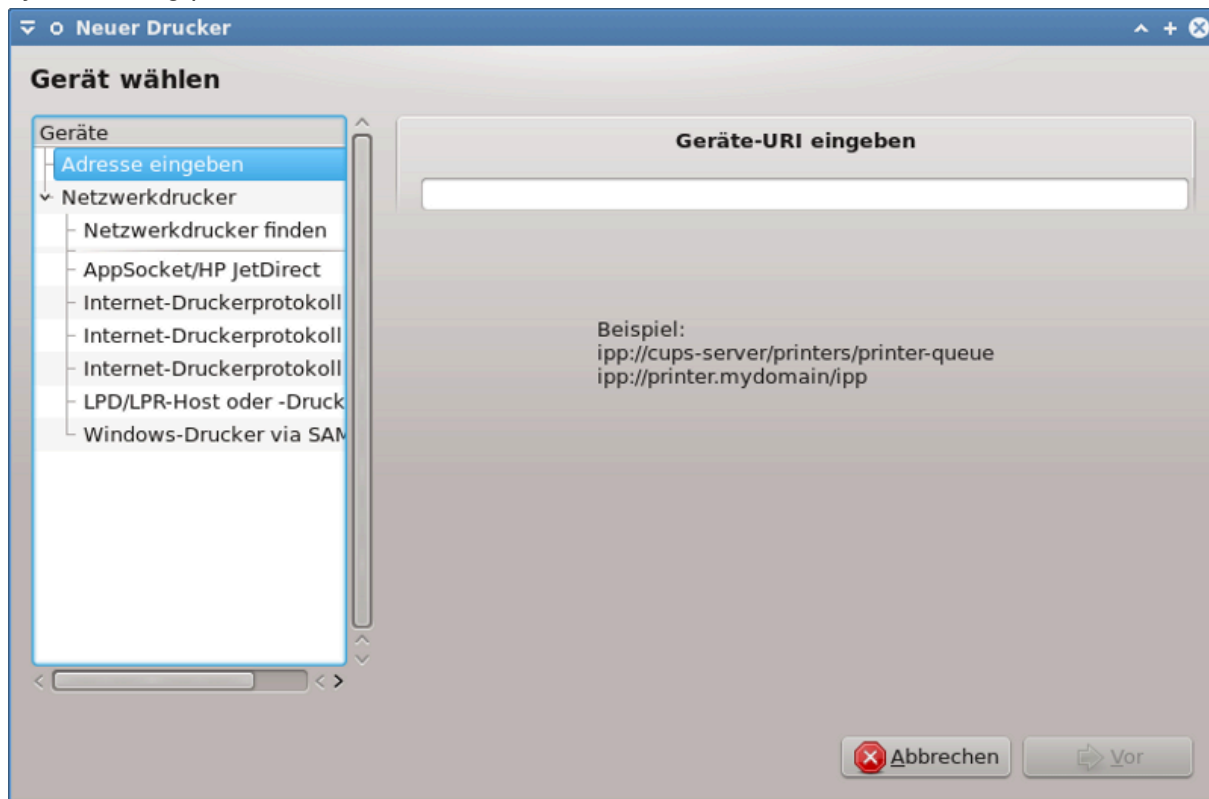 Neuer Drucker
Gerät wählen
Geräte
Adresse eingeben
Netzwerkdrucker
Netzwerkdrucker finden
AppSocket/HP JetDirect
Internet-Druckerprotokoll
Internet-Druckerprotokoll
Internet-Druckerprotokoll
LPD/LPR-Host oder -Druck
Windows-Drucker via SAM
Geräte-URI eingeben
Beispiel:
ipp://cups-server/printers/printer-queue
ipp://printer.mydomain/ipp
Abbrechen
Vor